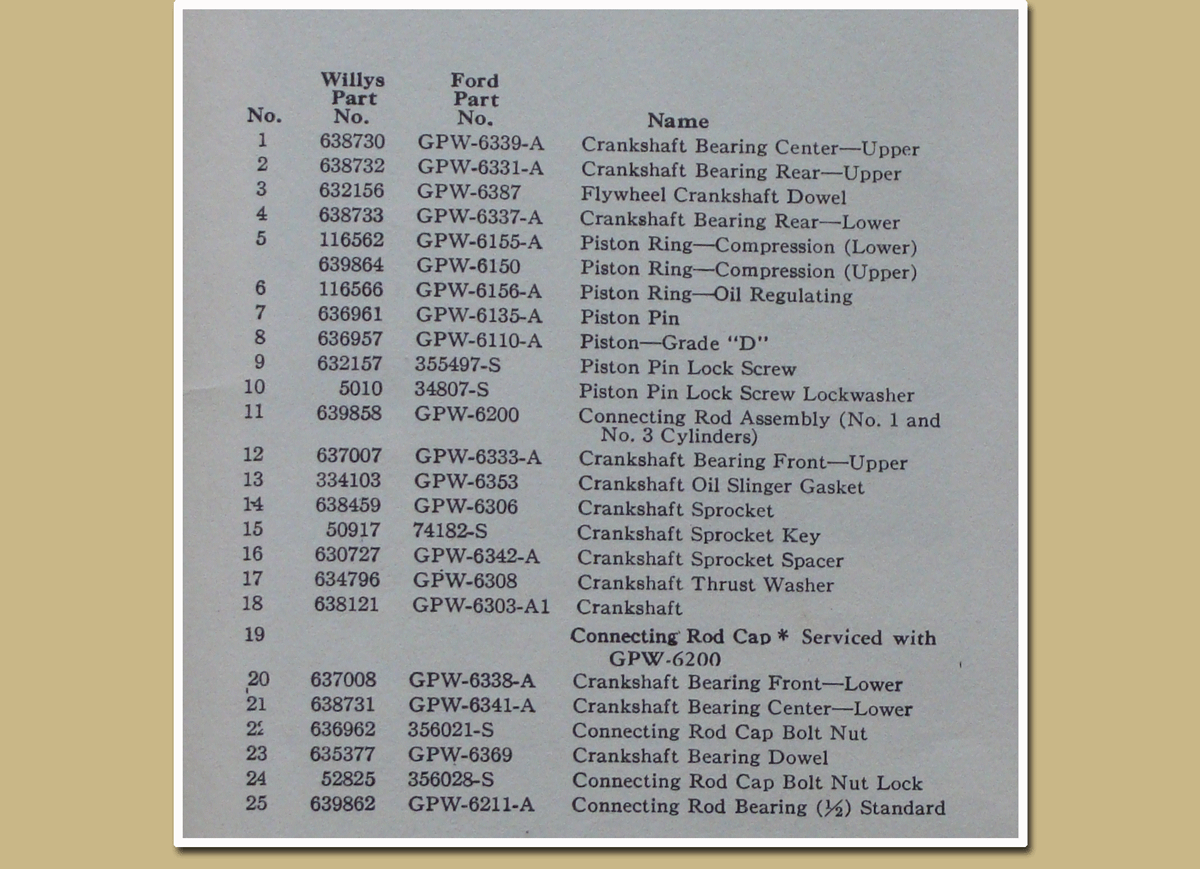 Willys Ford
Part Part
No. No. No. Name
1 638730 GPW-6339-A Crankshaft Bearing Center—Upper
2 638732 GPW-6331-A Crankshaft Bearing Rear—Upper
3 632156 GPW-6387 Flywheel Crankshaft Dowel
4 638733 GPW-6337-A Crankshaft Bearing Rear—Lower
5 116562 GPW-6155-A Piston Ring—Compression (Lower)
639864 GPW-6150 Piston Ring—Compression (Upper)
6 116566 GPW-6156-A Piston Ring—Oil Regulating
7 636961 GPW-6135-A Piston Pin
8 636957 GPW-6110-A Piston—Grade "D"
9 632157 355497-S Piston Pin Lock Screw
10 5010 34807-S Piston Pin Lock Screw Lockwasher
11 639858 GPW-6200 Connecting Rod Assembly (No. 1 and
No. 3 Cylinders)
12 637007 GPW-6333-A Crankshaft Bearing Front—Upper
13 334103 GPW-6353 Crankshaft Oil Slinger Gasket
14 638459 GPW-6306 Crankshaft Sprocket
15 50917 74182-S Crankshaft Sprocket Key
16 630727 GPW-6342-A Crankshaft Sprocket Spacer
17 634796 GPW-6308 Crankshaft Thrust Washer
18 638121 GPW-6303-A1 Crankshaft
19 Connecting Rod Cap * Serviced with
GPW-6200
20 637008 GPW-6338-A Crankshaft Bearing Front—Lower
21 638731 GPW-6341-A Crankshaft Bearing Center—Lower
22 636962 356021-S Connecting Rod Cap Bolt Nut
23 635377 GPW-6369 Crankshaft Bearing Dowel
24 52825 356028-S Connecting Rod Cap Bolt Nut Lock
25 639862 GPW-6211-A Connecting Rod Bearing (½) Standard